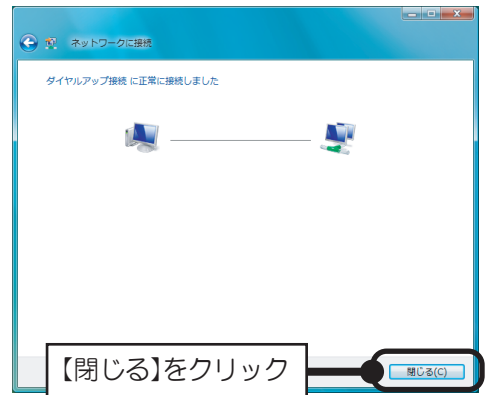 ネットワークに接続
ダイヤルアップ接続 に正常に接続しました
【閉じる】をクリック
閉じる(C)